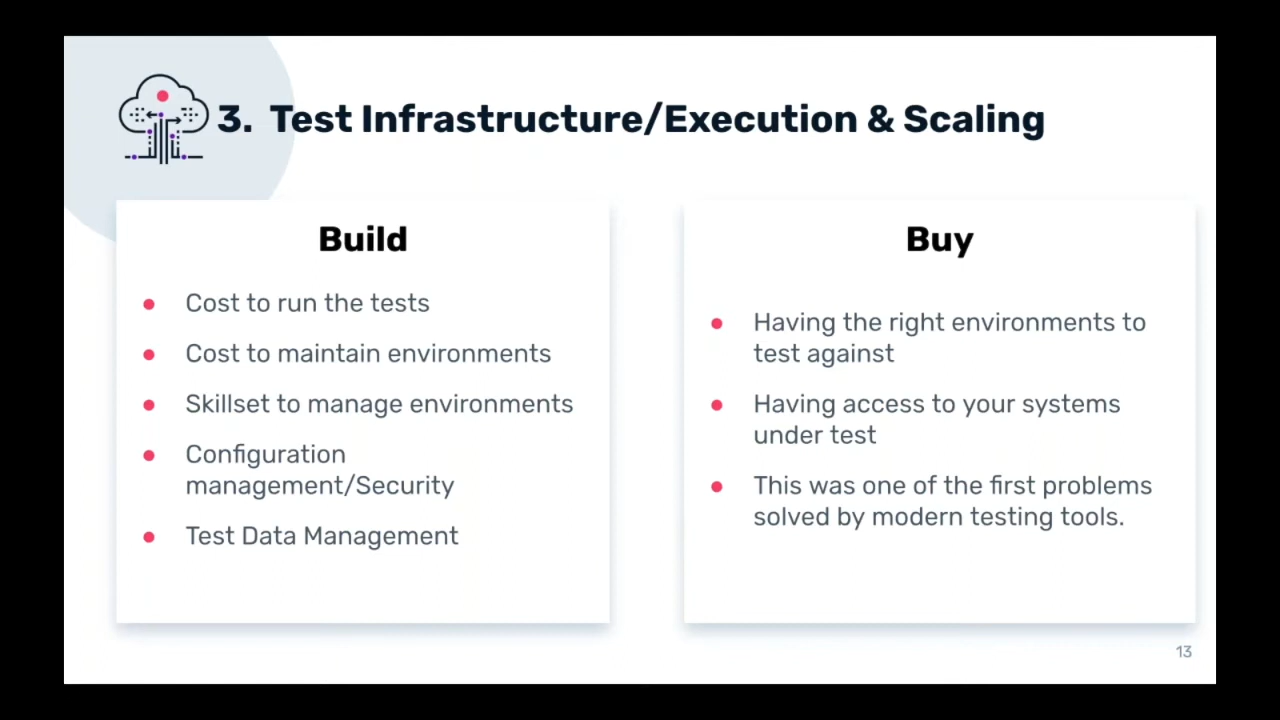 3. Test Infrastructure/Execution & Scaling
Build
Cost to run the tests
Cost to maintain environments
Skillset to manage environments
Configuration
management/Security
Test Data Management
Buy
Having the right environments to
test against
Having access to your systems
under test
This was one of the first problems
solved by modern testing tools.
13